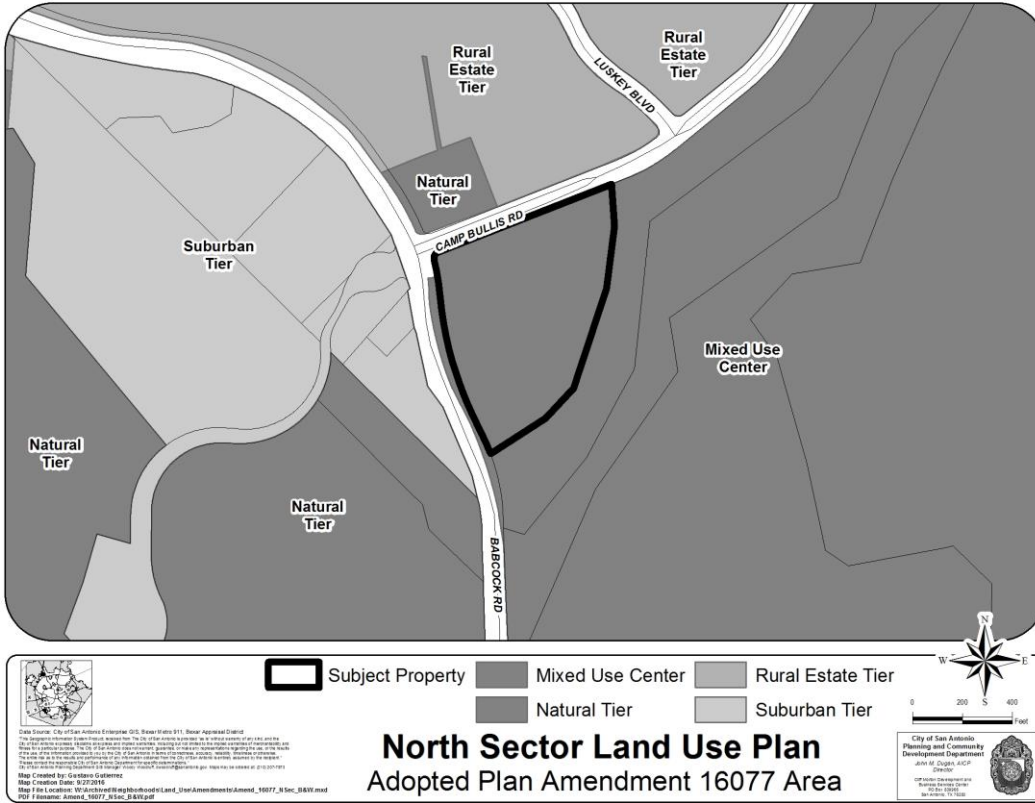 Rural
Estate
Tier
Rural
Estate
Tier
LUSKEY BLVD
Natural
Tier
CAMP BULLIS RD
Suburban
Tier
Mixed Use
Center
Natural
Tier
Natural
Tier
BABCOCK RD
N
W E
S
Subject Property
Mixed Use Center
Rural Estate Tier
Natural Tier
Suburban Tier
0 200 400
Feet
Data Source: City of San Antonio Enterprise GIS, Bexar Metro 911, Bexar Appraisal District
Map Created by: Gustavo Gutierrez
Map Creation Date: 9/27/2016
PDF Filename: Amend_16077_NSec_B&W.pdf
North Sector Land Use Plan
Adopted Plan Amendment 16077 Area
City of San Antonio
Planning and Community
Development Department
John M. Dugan, AICP
Director